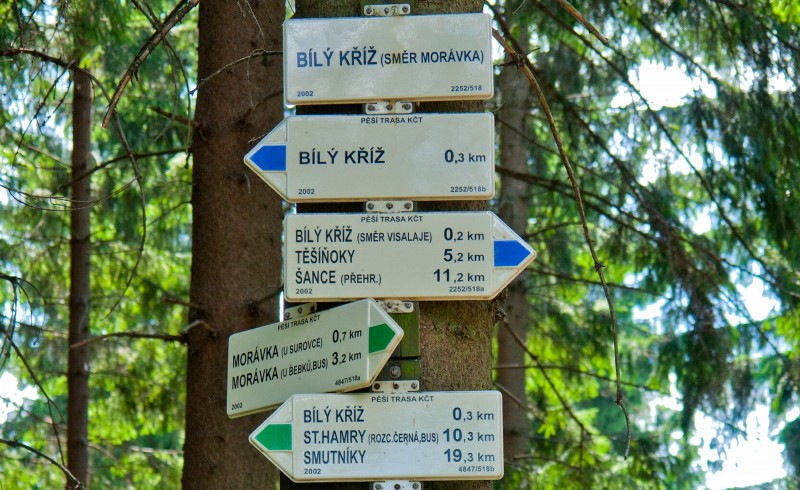 BÍLÝ KŘÍŽ (SMĚR MORÁVKA)
2002 2252/518
PĚŠÍ TRASA KČT
BÍLÝ KŘÍŽ 0,3 KM
2002 2252/518b
PĚŠÍ TRASA KČT
BÍLÝ KŘÍŽ (SMĚR VISALAJE) 0,2 KM
TĚŠÍŇOKY 5,2 KM
ŠANCE (PŘEHR.) 11,2 KM
2002 2252/518a
PĚŠÍ TRASA KČT
MORÁVKA (U SUROVCE) 0,7 KM
MORÁVKA (U BEBKŮ,BUS) 3,2 KM
2002 4847/518a
PĚŠÍ TRASA KČT
BÍLÝ KŘÍŽ 0,3 KM
ST.HAMRY (ROZC.ČERNÁ,BUS) 10,3 KM
SMUTNÍKY 19,3 KM
2002 4847/518b